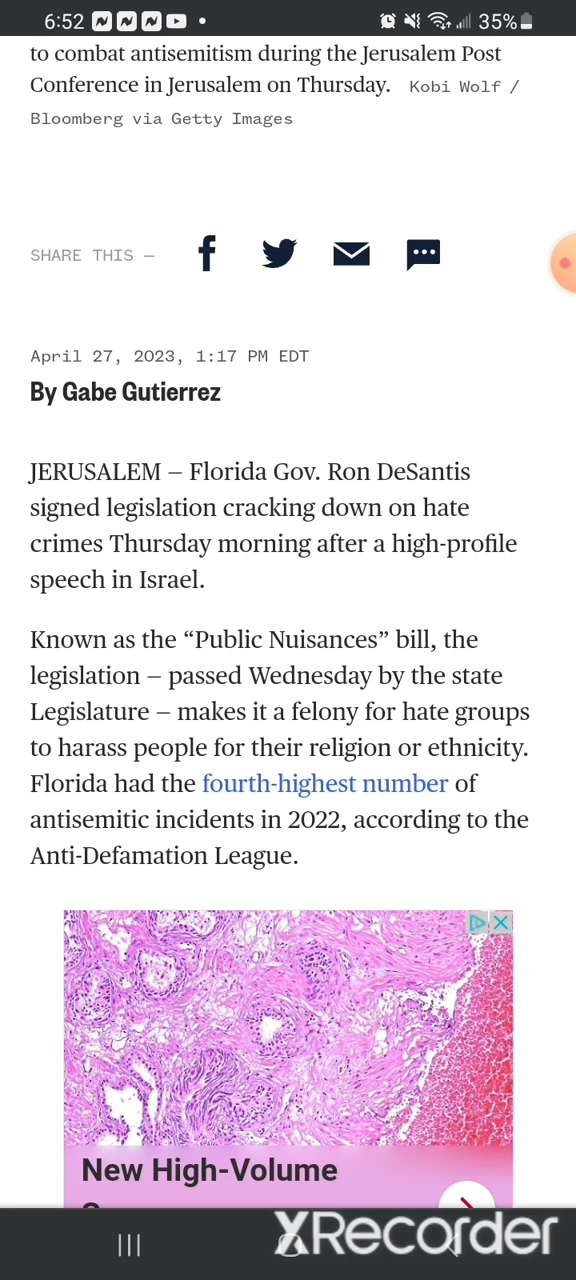 6:52
35%
to combat antisemitism during the Jerusalem Post
Conference in Jerusalem on Thursday. Kobi Wolf /
Bloomberg via Getty Images
SHARE THIS —
April 27, 2023, 1:17 PM EDT
By Gabe Gutierrez
JERUSALEM — Florida Gov. Ron DeSantis
signed legislation cracking down on hate
crimes Thursday morning after a high-profile
speech in Israel.
Known as the “Public Nuisances” bill, the
legislation — passed Wednesday by the state
Legislature — makes it a felony for hate groups
to harass people for their religion or ethnicity.
Florida had the fourth-highest number of
antisemitic incidents in 2022, according to the
Anti-Defamation League.
New High-Volume
XRecorder